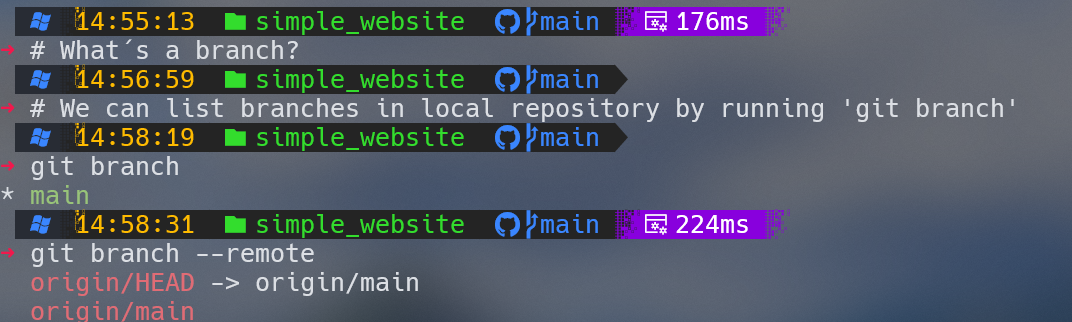 14:55:13 simple_website main 176ms
→ # What´s a branch?
14:56:59 simple_website main
→ # We can list branches in local repository by running 'git branch'
14:58:19 simple_website main
→ git branch
* main
14:58:31 simple_website main 224ms
→ git branch --remote
origin/HEAD -> origin/main
origin/main